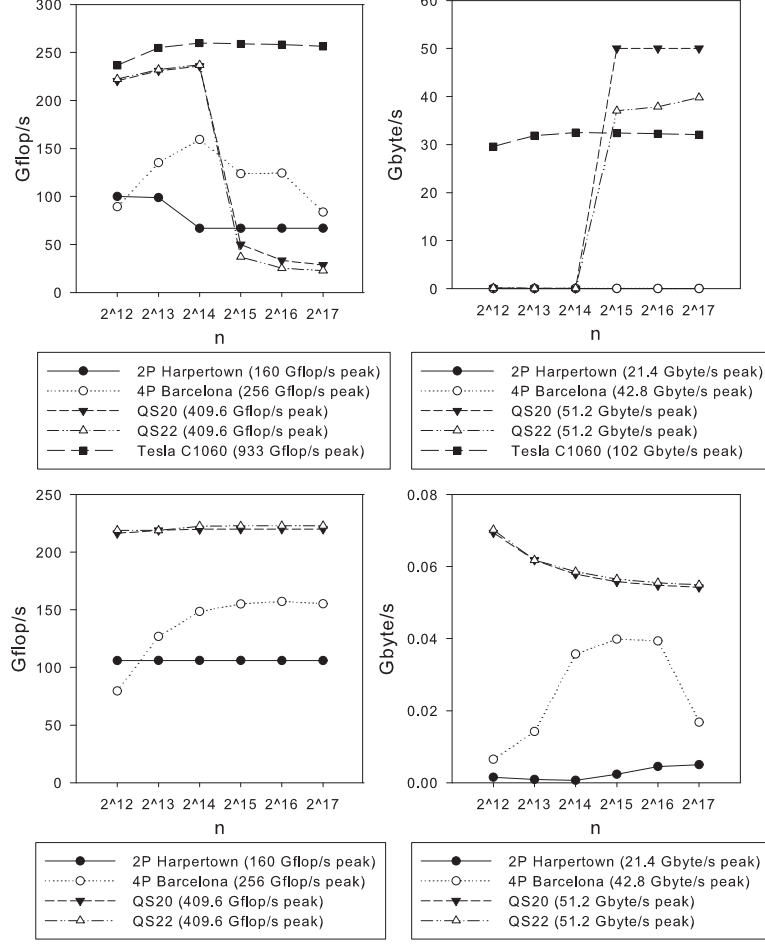 300
250
200
150
100
50
0
Gflop/s
2^12 2^13 2^14 2^15 2^16 2^17
n
2P Harpertown (160 Gflop/s peak)
4P Barcelona (256 Gflop/s peak)
QS20 (409.6 Gflop/s peak)
QS22 (409.6 Gflop/s peak)
Tesla C1060 (933 Gflop/s peak)
60
50
40
30
20
10
0
Gbyte/s
2^12 2^13 2^14 2^15 2^16 2^17
n
2P Harpertown (21.4 Gbyte/s peak)
4P Barcelona (42.8 Gbyte/s peak)
QS20 (51.2 Gbyte/s peak)
QS22 (51.2 Gbyte/s peak)
Tesla C1060 (102 Gbyte/s peak)
250
200
150
100
50
0
Gflop/s
2^12 2^13 2^14 2^15 2^16 2^17
n
2P Harpertown (160 Gflop/s peak)
4P Barcelona (256 Gflop/s peak)
QS20 (409.6 Gflop/s peak)
QS22 (409.6 Gflop/s peak)
0.08
0.06
0.04
0.02
0.00
Gbyte/s
2^12 2^13 2^14 2^15 2^16 2^17
n
2P Harpertown (21.4 Gbyte/s peak)
4P Barcelona (42.8 Gbyte/s peak)
QS20 (51.2 Gbyte/s peak)
QS22 (51.2 Gbyte/s peak)